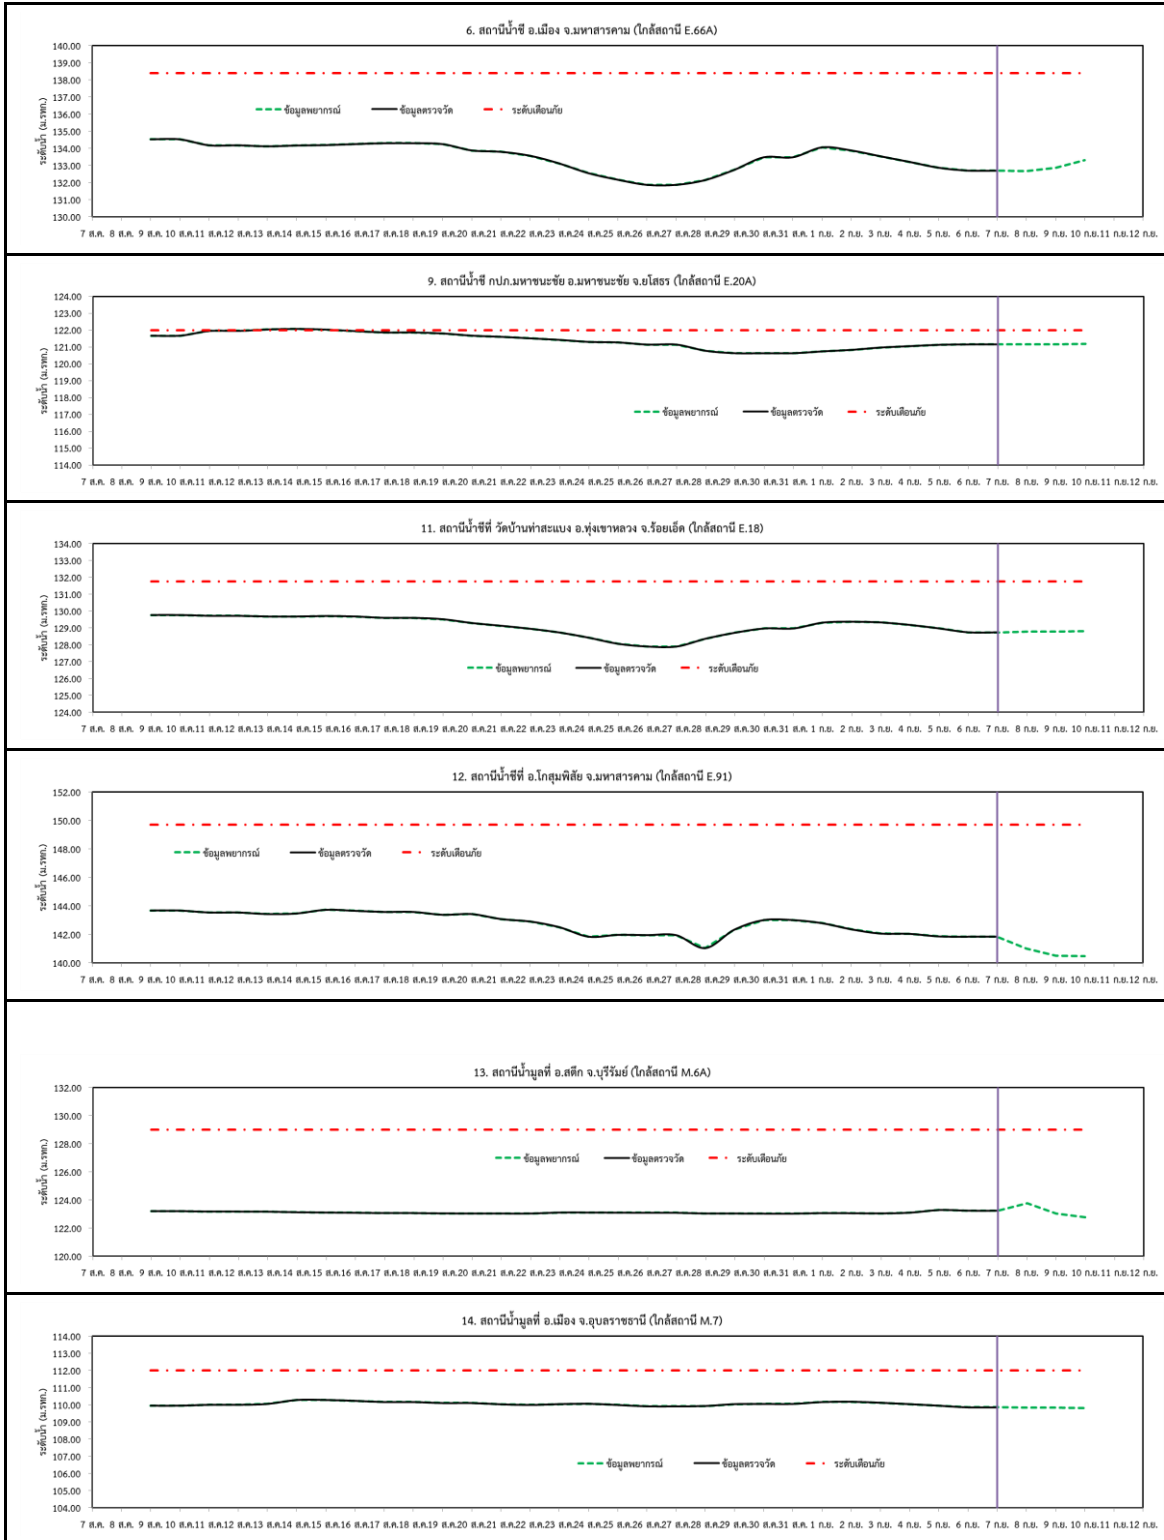 6. สถานีน้ำชี อ.เมือง จ.มหาสารคาม (ใกล้สถานี E.66A)
ระดับน้ำ (ม.รทก.)
140.00
139.00
138.00
137.00
136.00
135.00
134.00
133.00
132.00
131.00
130.00
ข้อมูลพยากรณ์ ข้อมูลตรวจวัด ระดับเตือนภัย
7 ส.ค. 8 ส.ค. 9 ส.ค. 10 ส.ค.11 ส.ค.12 ส.ค.13 ส.ค.14 ส.ค.15 ส.ค.16 ส.ค.17 ส.ค.18 ส.ค.19 ส.ค.20 ส.ค.21 ส.ค.22 ส.ค.23 ส.ค.24 ส.ค.25 ส.ค.26 ส.ค.27 ส.ค.28 ส.ค.29 ส.ค.30 ส.ค.31 ส.ค. 1 ก.ย. 2 ก.ย. 3 ก.ย. 4 ก.ย. 5 ก.ย. 6 ก.ย. 7 ก.ย. 8 ก.ย. 9 ก.ย. 10 ก.ย.11 ก.ย.12 ก.ย.
9. สถานีน้ำชี กปภ.มหาชนะชัย อ.มหาชนะชัย จ.ยโสธร (ใกล้สถานี E.20A)
ระดับน้ำ (ม.รทก.)
124.00
123.00
122.00
121.00
120.00
119.00
118.00
117.00
116.00
115.00
114.00
ข้อมูลพยากรณ์ ข้อมูลตรวจวัด ระดับเตือนภัย
7 ส.ค. 8 ส.ค. 9 ส.ค. 10 ส.ค.11 ส.ค.12 ส.ค.13 ส.ค.14 ส.ค.15 ส.ค.16 ส.ค.17 ส.ค.18 ส.ค.19 ส.ค.20 ส.ค.21 ส.ค.22 ส.ค.23 ส.ค.24 ส.ค.25 ส.ค.26 ส.ค.27 ส.ค.28 ส.ค.29 ส.ค.30 ส.ค.31 ส.ค. 1 ก.ย. 2 ก.ย. 3 ก.ย. 4 ก.ย. 5 ก.ย. 6 ก.ย. 7 ก.ย. 8 ก.ย. 9 ก.ย. 10 ก.ย.11 ก.ย.12 ก.ย.
11. สถานีน้ำชีที่ วัดบ้านท่าสะแบง อ.ทุ่งเขาหลวง จ.ร้อยเอ็ด (ใกล้สถานี E.18)
ระดับน้ำ (ม.รทก.)
134.00
133.00
132.00
131.00
130.00
129.00
128.00
127.00
126.00
125.00
124.00
ข้อมูลพยากรณ์ ข้อมูลตรวจวัด ระดับเตือนภัย
7 ส.ค. 8 ส.ค. 9 ส.ค. 10 ส.ค.11 ส.ค.12 ส.ค.13 ส.ค.14 ส.ค.15 ส.ค.16 ส.ค.17 ส.ค.18 ส.ค.19 ส.ค.20 ส.ค.21 ส.ค.22 ส.ค.23 ส.ค.24 ส.ค.25 ส.ค.26 ส.ค.27 ส.ค.28 ส.ค.29 ส.ค.30 ส.ค.31 ส.ค. 1 ก.ย. 2 ก.ย. 3 ก.ย. 4 ก.ย. 5 ก.ย. 6 ก.ย. 7 ก.ย. 8 ก.ย. 9 ก.ย. 10 ก.ย.11 ก.ย.12 ก.ย.
12. สถานีน้ำชีที่ อ.โกสุมพิสัย จ.มหาสารคาม (ใกล้สถานี E.91)
ระดับน้ำ (ม.รทก.)
152.00
150.00
148.00
146.00
144.00
142.00
140.00
ข้อมูลพยากรณ์ ข้อมูลตรวจวัด ระดับเตือนภัย
7 ส.ค. 8 ส.ค. 9 ส.ค. 10 ส.ค.11 ส.ค.12 ส.ค.13 ส.ค.14 ส.ค.15 ส.ค.16 ส.ค.17 ส.ค.18 ส.ค.19 ส.ค.20 ส.ค.21 ส.ค.22 ส.ค.23 ส.ค.24 ส.ค.25 ส.ค.26 ส.ค.27 ส.ค.28 ส.ค.29 ส.ค.30 ส.ค.31 ส.ค. 1 ก.ย. 2 ก.ย. 3 ก.ย. 4 ก.ย. 5 ก.ย. 6 ก.ย. 7 ก.ย. 8 ก.ย. 9 ก.ย. 10 ก.ย.11 ก.ย.12 ก.ย.
13. สถานีน้ำมูลที่ อ.สตึก จ.บุรีรัมย์ (ใกล้สถานี M.6A)
ระดับน้ำ (ม.รทก.)
132.00
130.00
128.00
126.00
124.00
122.00
120.00
ข้อมูลพยากรณ์ ข้อมูลตรวจวัด ระดับเตือนภัย
7 ส.ค. 8 ส.ค. 9 ส.ค. 10 ส.ค.11 ส.ค.12 ส.ค.13 ส.ค.14 ส.ค.15 ส.ค.16 ส.ค.17 ส.ค.18 ส.ค.19 ส.ค.20 ส.ค.21 ส.ค.22 ส.ค.23 ส.ค.24 ส.ค.25 ส.ค.26 ส.ค.27 ส.ค.28 ส.ค.29 ส.ค.30 ส.ค.31 ส.ค. 1 ก.ย. 2 ก.ย. 3 ก.ย. 4 ก.ย. 5 ก.ย. 6 ก.ย. 7 ก.ย. 8 ก.ย. 9 ก.ย. 10 ก.ย.11 ก.ย.12 ก.ย.
14. สถานีน้ำมูลที่ อ.เมือง จ.อุบลราชธานี (ใกล้สถานี M.7)
ระดับน้ำ (ม.รทก.)
114.00
113.00
112.00
111.00
110.00
109.00
108.00
107.00
106.00
105.00
104.00
ข้อมูลพยากรณ์ ข้อมูลตรวจวัด ระดับเตือนภัย
7 ส.ค. 8 ส.ค. 9 ส.ค. 10 ส.ค.11 ส.ค.12 ส.ค.13 ส.ค.14 ส.ค.15 ส.ค.16 ส.ค.17 ส.ค.18 ส.ค.19 ส.ค.20 ส.ค.21 ส.ค.22 ส.ค.23 ส.ค.24 ส.ค.25 ส.ค.26 ส.ค.27 ส.ค.28 ส.ค.29 ส.ค.30 ส.ค.31 ส.ค. 1 ก.ย. 2 ก.ย. 3 ก.ย. 4 ก.ย. 5 ก.ย. 6 ก.ย. 7 ก.ย. 8 ก.ย. 9 ก.ย. 10 ก.ย.11 ก.ย.12 ก.ย.